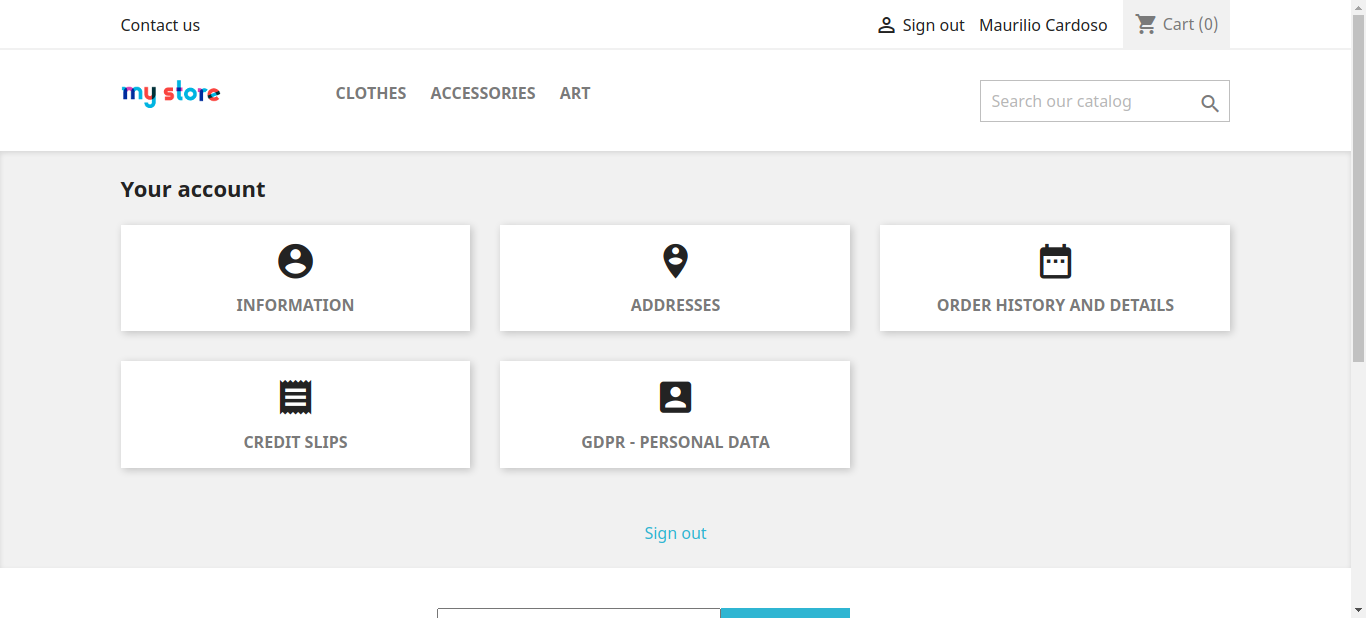 Contact us
Sign out Maurilio Cardoso Cart (0)
my store
CLOTHES ACCESSORIES ART
Search our catalog
Your account
INFORMATION
ADDRESSES
ORDER HISTORY AND DETAILS
CREDIT SLIPS
GDPR - PERSONAL DATA
Sign out